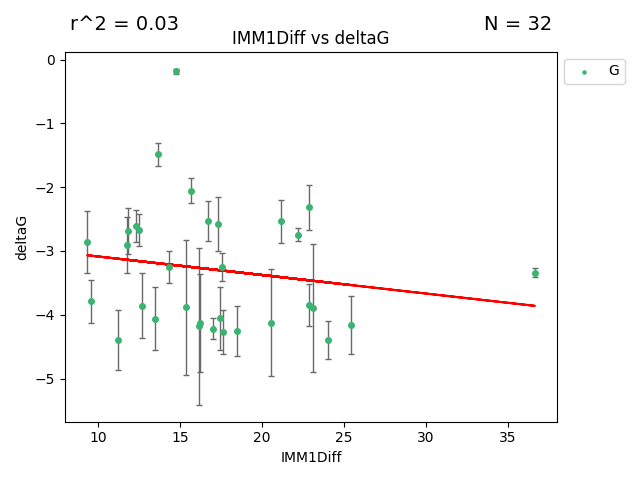 r^2 = 0.03
N = 32
IMM1Diff vs deltaG
G
0
−1
−2
−3
−4
−5
deltaG
10
15
20
25
30
35
IMM1Diff